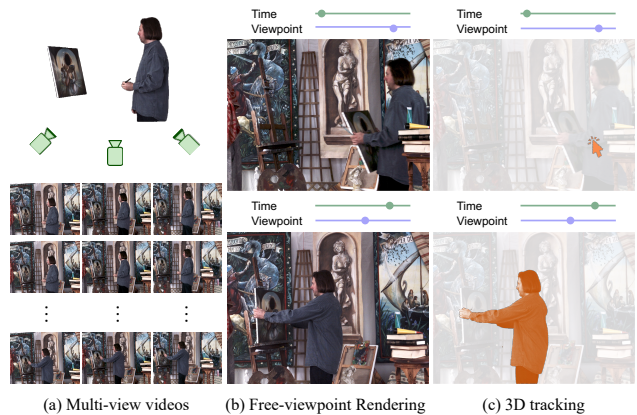 Time
Viewpoint
Time
Viewpoint
Time
Viewpoint
Time
Viewpoint
(a) Multi-view videos
(b) Free-viewpoint Rendering
(c) 3D tracking